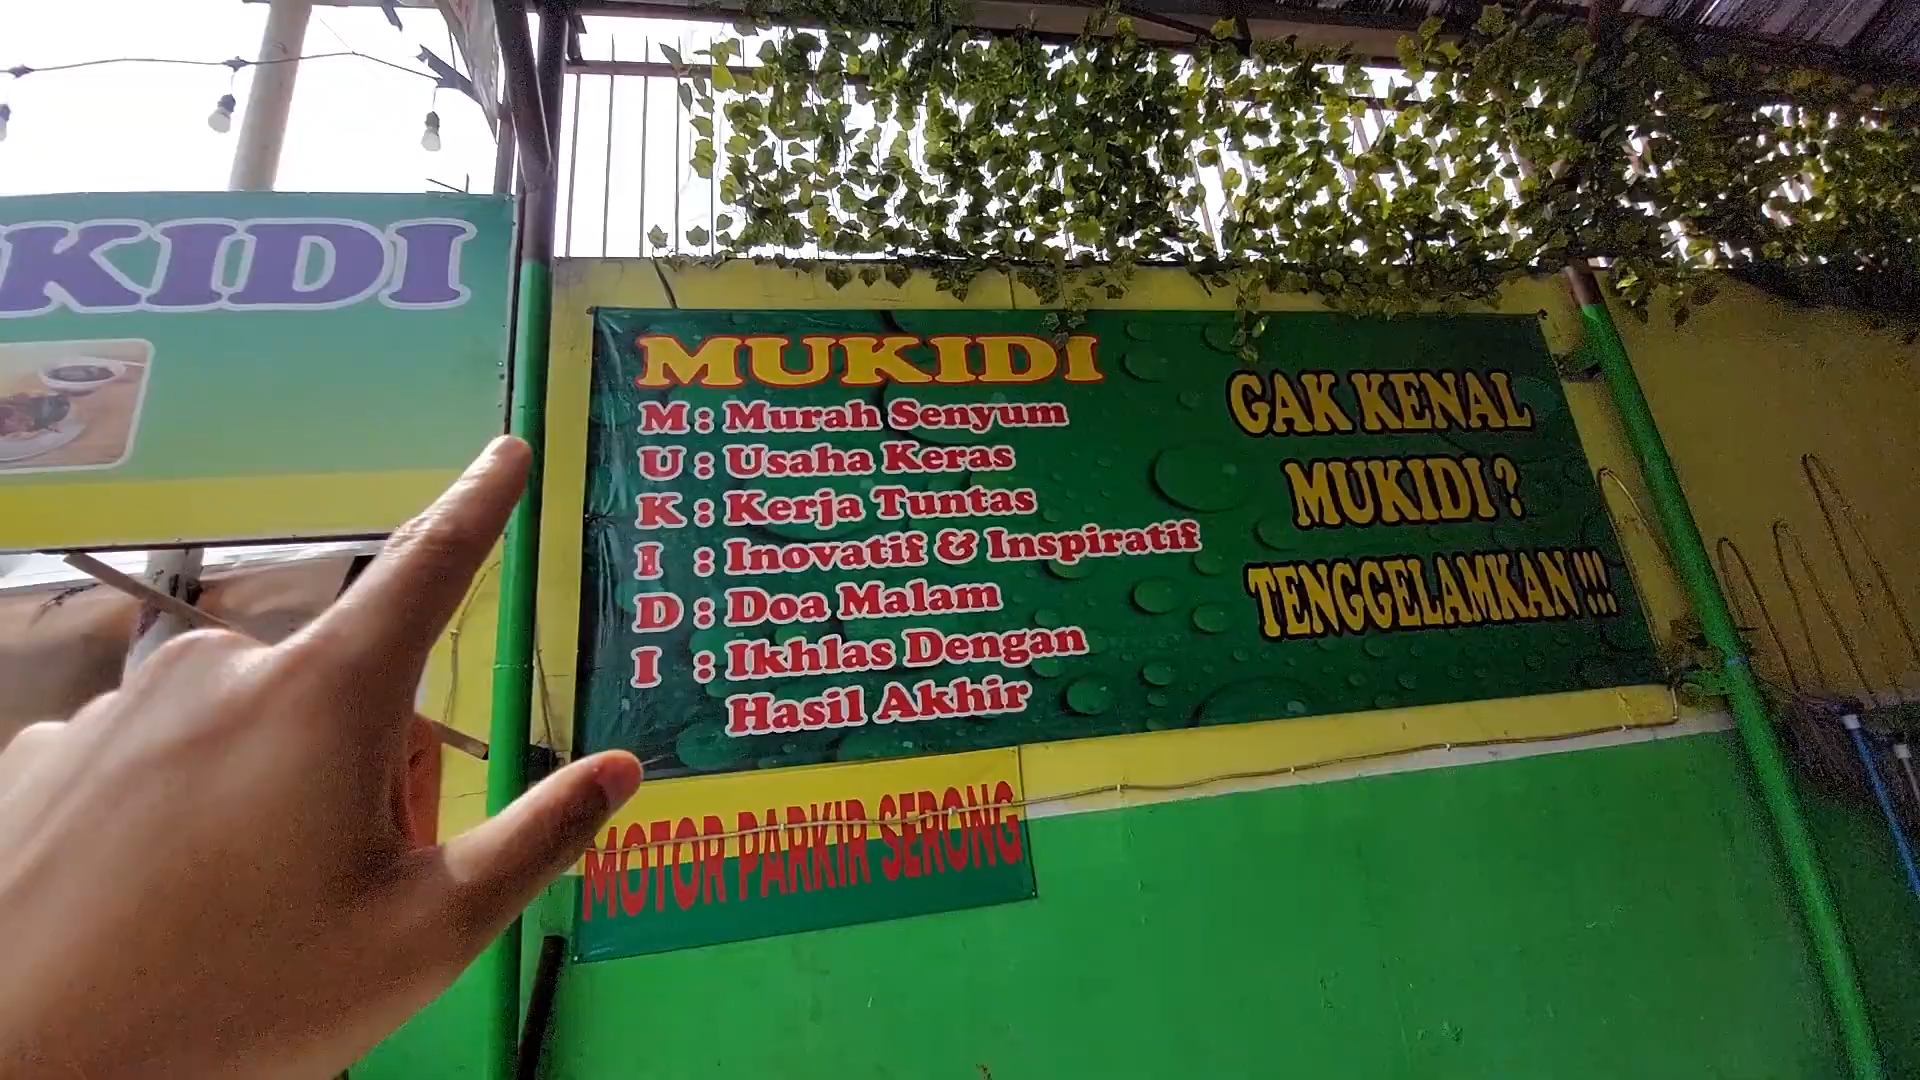 KIDI
MUKIDI
M : Murah Senyum
U : Usaha Keras
K : Kerja Tuntas
I : Inovatif & Inspiratif
D : Doa Malam
I : Ikhlas Dengan
Hasil Akhir
GAK KENAL
MUKIDI ?
TENGGELAMKAN !!!
MOTOR PARKIR SERONG